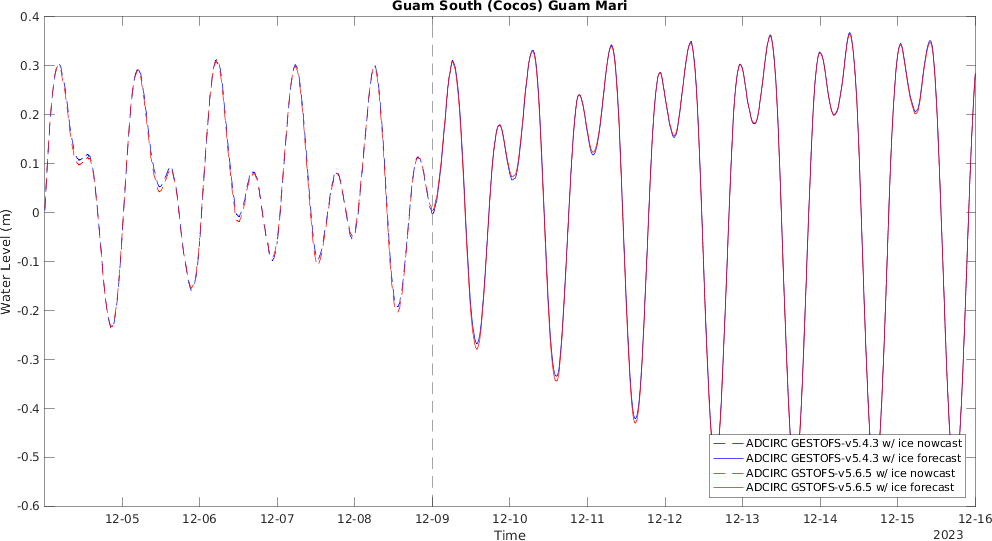 Guam South (Cocos) Guam Mari
0.4
0.3
0.2
0.1
0
-0.1
-0.2
-0.3
-0.4
-0.5
-0.6
Water Level (m)
ADCIRC GESTOFS-v5.4.3 w/ ice nowcast
ADCIRC GESTOFS-v5.4.3 w/ ice forecast
ADCIRC GSTOFS-v5.6.5 w/ ice nowcast
ADCIRC GSTOFS-v5.6.5 w/ ice forecast
12-05 12-06 12-07 12-08 12-09 12-10 12-11 12-12 12-13 12-14 12-15 12-16
Time
2023